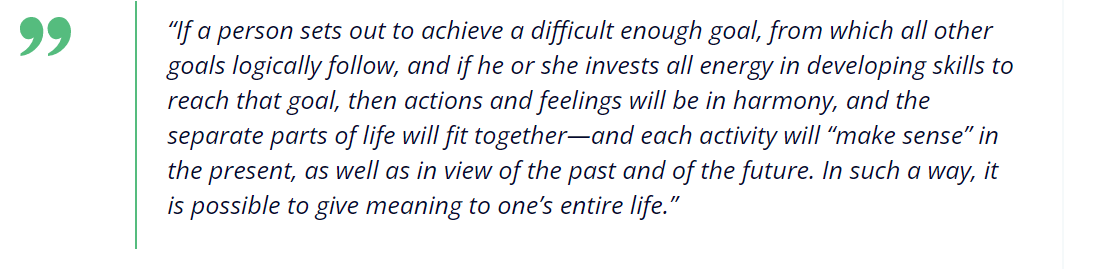 “If a person sets out to achieve a difficult enough goal, from which all other
goals logically follow, and if he or she invests all energy in developing skills to
reach that goal, then actions and feelings will be in harmony, and the
separate parts of life will fit together—and each activity will “make sense” in
the present, as well as in view of the past and of the future. In such a way, it
is possible to give meaning to one’s entire life.”